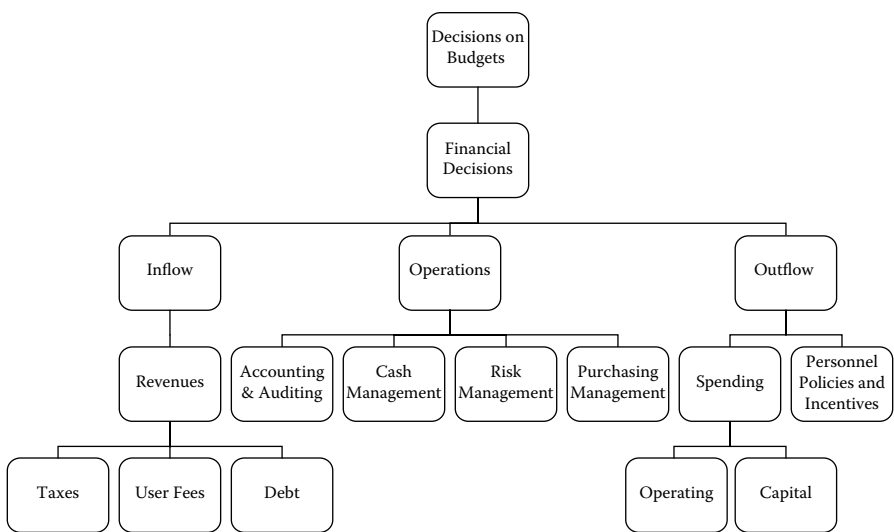 Decisions on
Budgets
Financial
Decisions
Inflow
Operations
Outflow
Revenues
Accounting
& Auditing
Cash
Management
Risk
Management
Purchasing
Management
Spending
Personnel
Policies and
Incentives
Taxes
User Fees
Debt
Operating
Capital